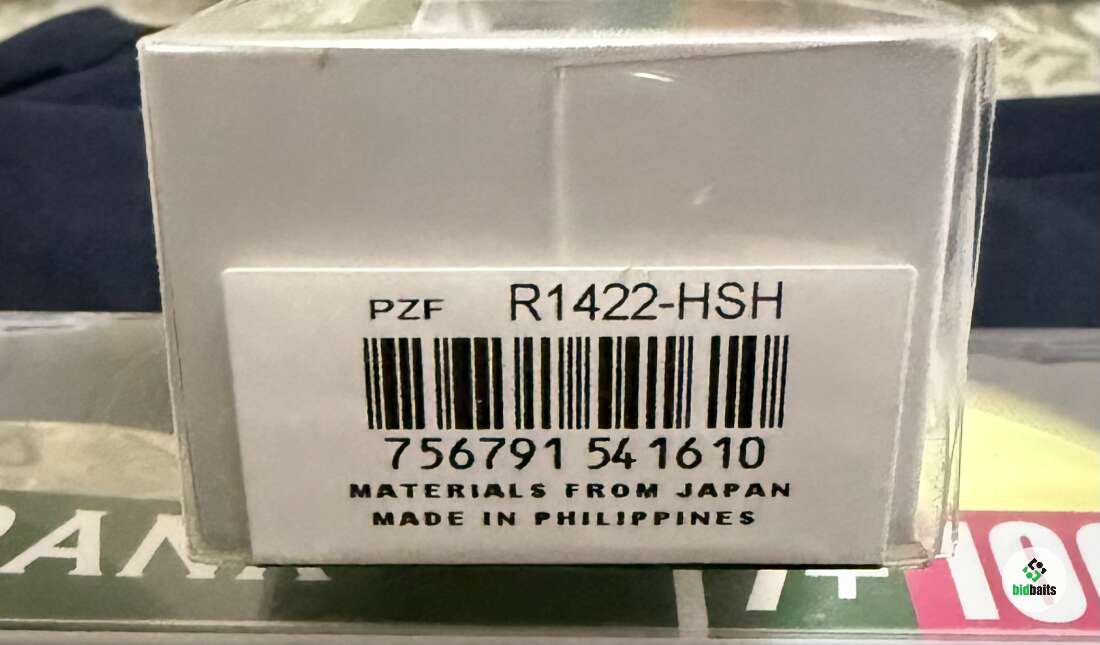 PZF R1422-HSH
756791 541610
MATERIALS FROM JAPAN
MADE IN PHILIPPINES
bidbaits